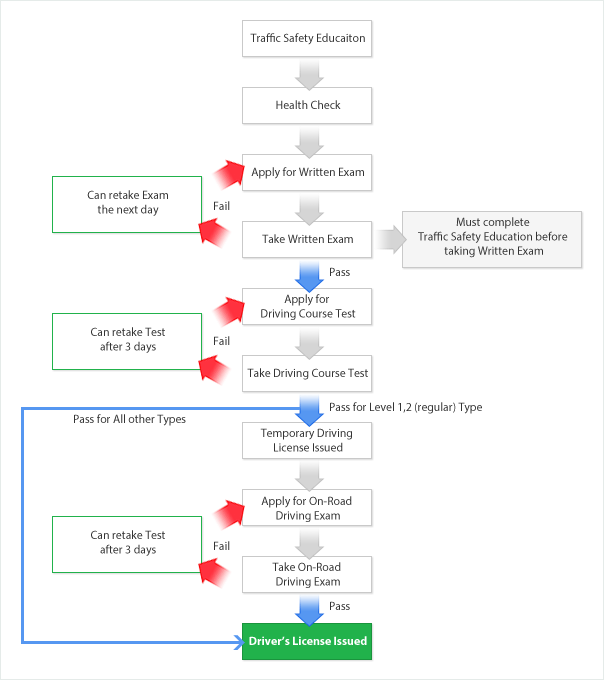 Traffic Safety Educaiton
Health Check
Apply for Written Exam
Can retake Exam
the next day
Fail
Take Written Exam
Must complete
Traffic Safety Education before
taking Written Exam
Pass
Apply for
Driving Course Test
Can retake Test
after 3 days
Fail
Take Driving Course Test
Pass for Level 1,2 (regular) Type
Pass for All other Types
Temporary Driving
License Issued
Apply for On-Road
Driving Exam
Can retake Test
after 3 days
Fail
Take On-Road
Driving Exam
Pass
Driver's License Issued